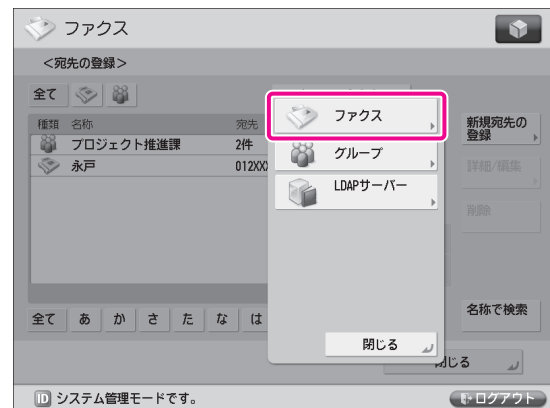 ファクス
<宛先の登録>
全て
種類 名称 宛先
プロジェクト推進課 2件
永戸 012XXX
ファクス
グループ
LDAPサーバー
閉じる
新規宛先の
登録
詳細/編集
削除
名称で検索
全て あ か さ た な は
閉じる
ID システム管理モードです。
ログアウト